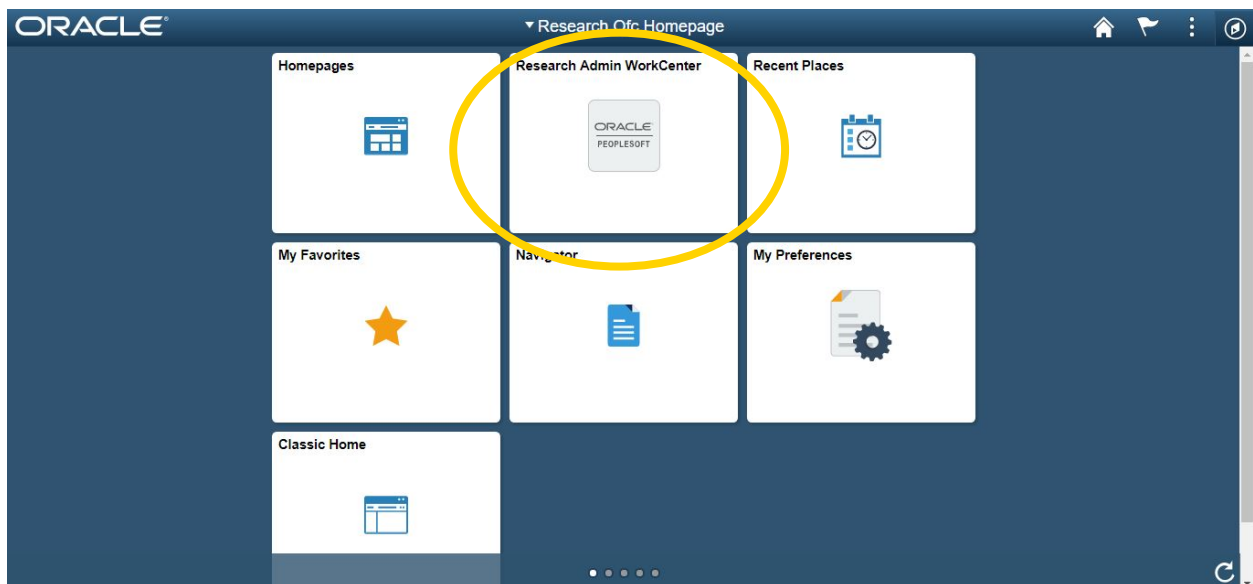 ORACLE®
Research Ofc Homepage
Homepages
Research Admin WorkCenter
Recent Places
ORACLE
PEOPLESOFT
My Favorites
Navigator
My Preferences
Classic Home